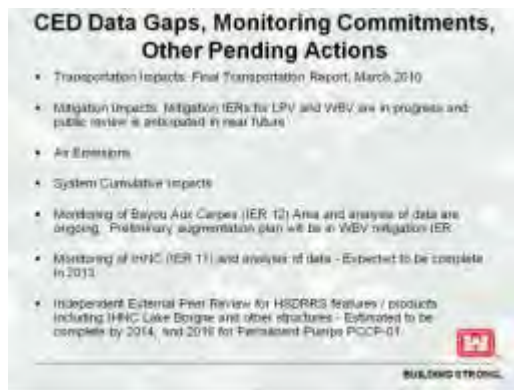 CED Data Gaps, Monitoring Commitments,
Other Pending Actions
• Transportation Impacts: Final Transportation Report, March 2010
• Mitigation Impacts: Mitigation IERs for LPV and WBV are in progress and
public review is anticipated in near future
• Air Emissions
• System Cumulative Impacts
• Monitoring of Bayou Aux Carpes (IER 12) Area and analysis of data are
ongoing. Preliminary augmentation plan will be in WBV mitigation IER
• Monitoring of IHNC (IER 11) and analysis of data - Expected to be complete
in 2013
• Independent External Peer Review for HSDRRS features / products
including IHNC Lake Borgne and other structures - Estimated to be
complete by 2014, and 2016 for Permanent Pumps PCCP-01
BUILDING STRONG